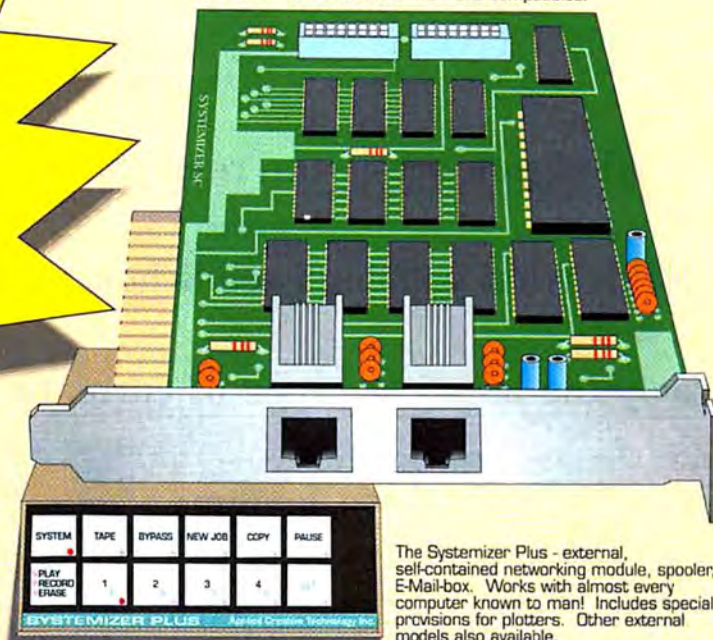 SYSTEMIZER SC
SYSTEM TAPE BYPASS NEW JOB COPY PAUSE
PLAY
RECORD
ERASE
1 2 3 4
SYSTEMIZER PLUS Applied Creative Technology Inc.
The Systemizer Plus - external,
self-contained networking module, spooler,
E-Mail-box. Works with almost every
computer known to man! Includes special
provisions for plotters. Other external
models also available.